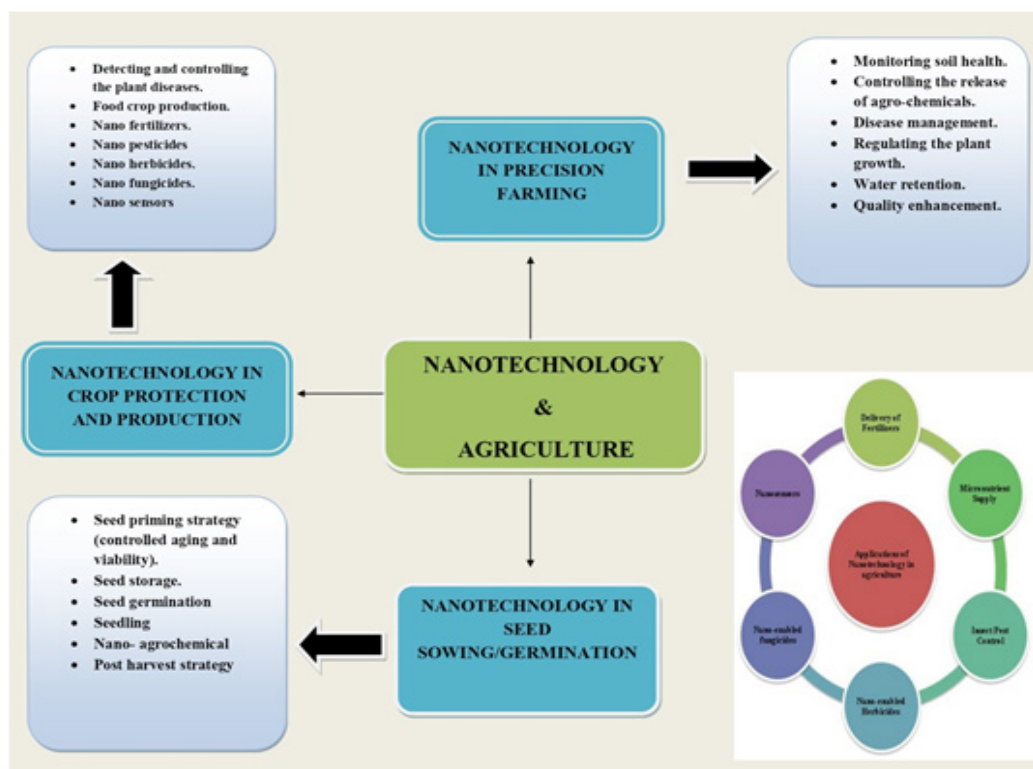 • Detecting and controlling
the plant diseases.
• Food crop production.
• Nano fertilizers.
• Nano pesticides
• Nano herbicides.
• Nano fungicides.
• Nano sensors
NANOTECHNOLOGY
IN PRECISION
FARMING
• Monitoring soil health.
• Controlling the release
of agro-chemicals.
• Disease management.
• Regulating the plant
growth.
• Water retention.
• Quality enhancement.
NANOTECHNOLOGY IN
CROP PROTECTION
AND PRODUCTION
NANOTECHNOLOGY
&
AGRICULTURE
• Seed priming strategy
(controlled aging and
viability).
• Seed storage.
• Seed germination
• Seedling
• Nano- agrochemical
• Post harvest strategy
NANOTECHNOLOGY IN
SEED
SOWING/GERMINATION
Delivery of
Fertilizers
Micronutrient
Supply
Insect Pest
Control
Nano enabled
Herbicides
Nano-enabled
fungicides
Nanosensors
Applications of
Nanotechnology in
agriculture